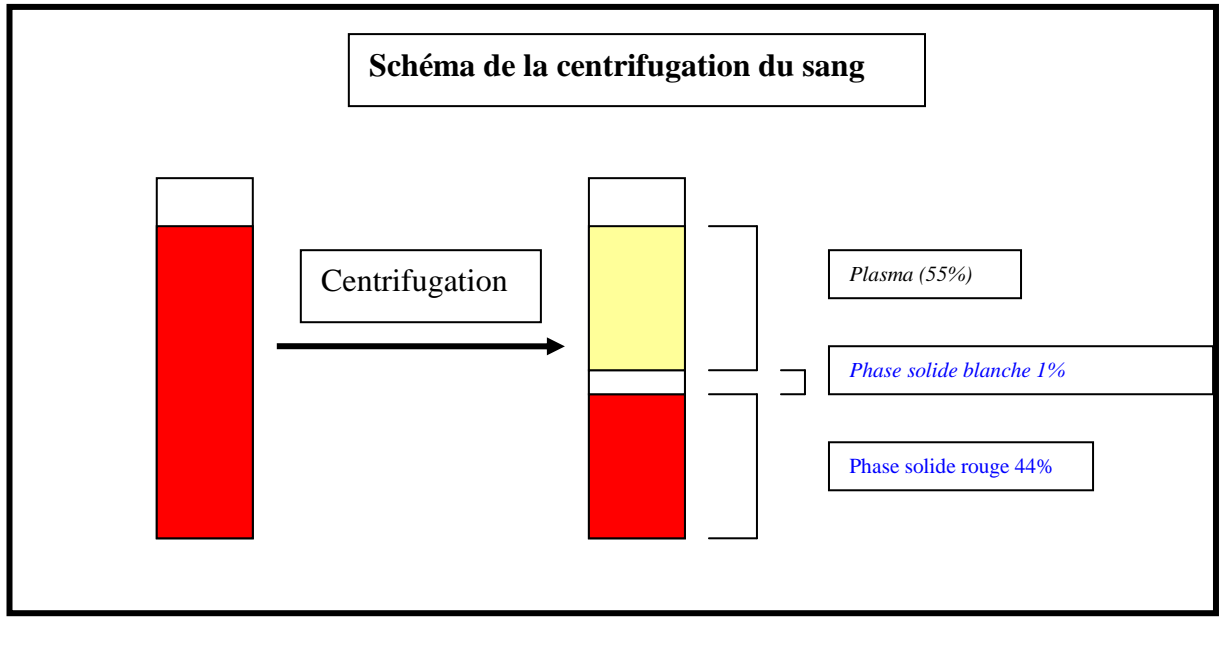 Schéma de la centrifugation du sang
Centrifugation
Plasma (55%)
Phase solide blanche 1%
Phase solide rouge 44%